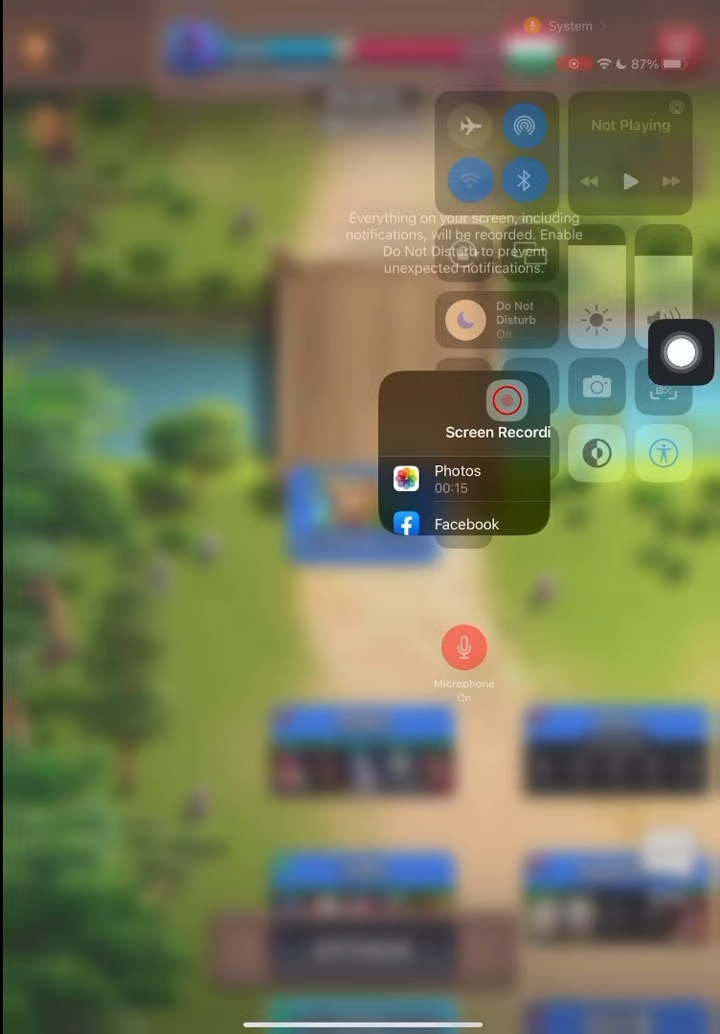 System
87%
Not Playing
Everything on your screen, including
notifications, will be recorded. Enable
Do Not Disturb to prevent
unexpected notifications.
Do Not
Disturb
On
Screen Recordi
Photos
00:15
Facebook
Microphone
On